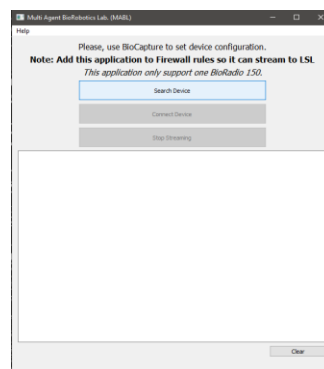 Multi Agent BioRobotics Lab. (MABL)
Help
Please, use BioCapture to set device configuration.
Note: Add this application to Firewall rules so it can stream to LSL
This application only support one BioRadio 150.
Search Device
Connect Device
Stop Streaming
Clear